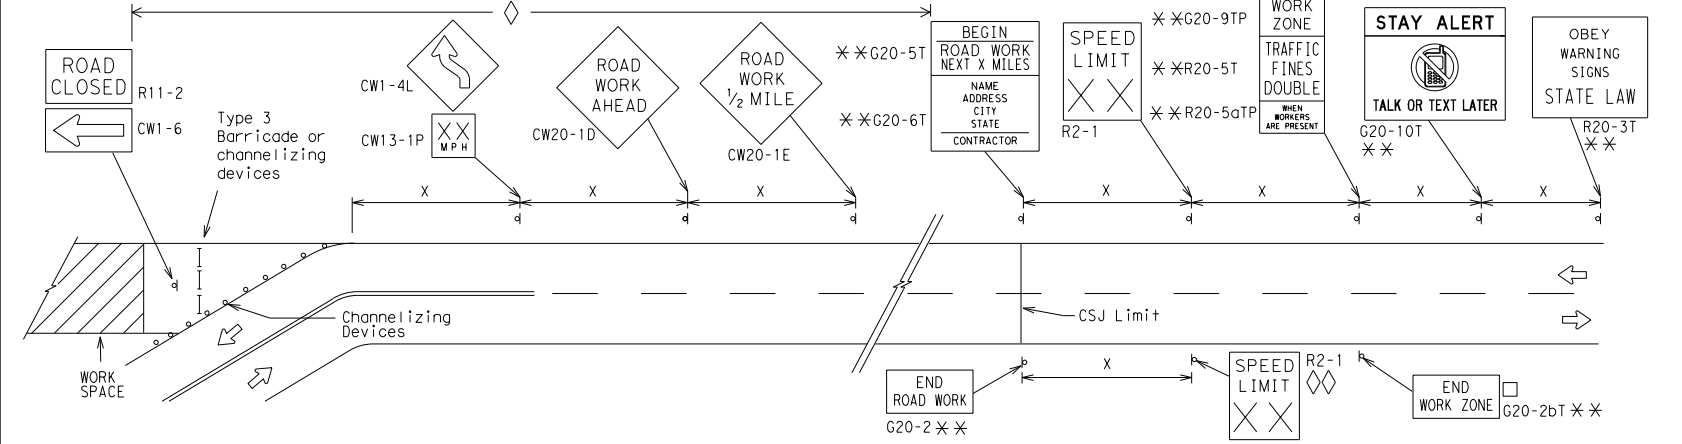 ROAD
CLOSED
R11-2
CW1-6
Type 3
Barricade or
channelizing
devices
CW1-4L
XX
MPH
CW13-1P
ROAD
WORK
AHEAD
CW20-1D
ROAD
WORK
1/2 MILE
CW20-1E
**G20-5T
**G20-6T
BEGIN
ROAD WORK
NEXT X MILES
NAME
ADDRESS
CITY
STATE
CONTRACTOR
SPEED
LIMIT
XX
R2-1
**G20-9TP
**R20-5T
**R20-5aTP
WORK
ZONE
TRAFFIC
FINES
DOUBLE
WHEN
WORKERS
ARE PRESENT
STAY ALERT
TALK OR TEXT LATER
G20-10T
**
OBEY
WARNING
SIGNS
STATE LAW
R20-3T
**
X
X
X
X
X
X
X
Channelizing
Devices
CSJ Limit
WORK
SPACE
END
ROAD WORK
G20-2**
X
SPEED
LIMIT
XX
R2-1
END
WORK ZONE
G20-2bT**